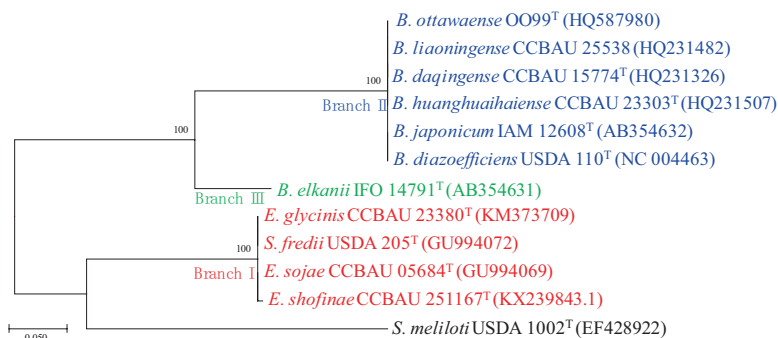 B. ottawaense OO99ᵀ (HQ587980)
B. liaoningense CCBAU 25538 (HQ231482)
100
B. daqingense CCBAU 15774ᵀ (HQ231326)
Branch Ⅱ
B. huanghuaihaiense CCBAU 23303ᵀ (HQ231507)
100
B. japonicum IAM 12608ᵀ (AB354632)
B. diazoefficiens USDA 110ᵀ (NC 004463)
Branch Ⅲ
B. elkanii IFO 14791ᵀ (AB354631)
E. glycinis CCBAU 23380ᵀ (KM373709)
100
S. fredii USDA 205ᵀ (GU994072)
Branch Ⅰ
E. sojae CCBAU 05684ᵀ (GU994069)
E. shofinae CCBAU 251167ᵀ (KX239843.1)
0.050
S. meliloti USDA 1002ᵀ (EF428922)